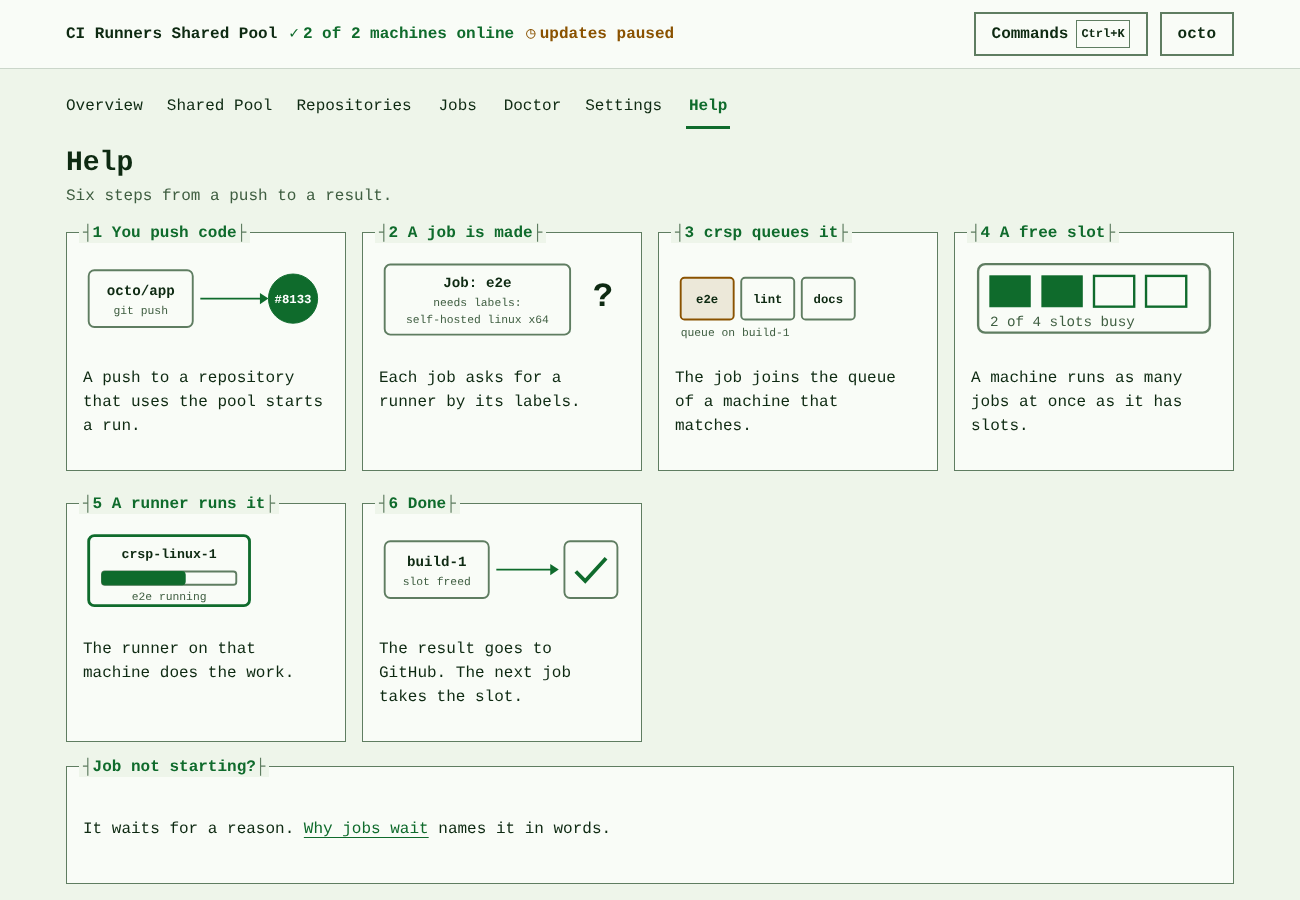 CI Runners Shared Pool ✓ 2 of 2 machines online ◷ updates paused
Commands Ctrl+K
octo
Overview Shared Pool Repositories Jobs Doctor Settings Help
Help
Six steps from a push to a result.
1 You push code
octo/app
git push
#8133
A push to a repository
that uses the pool starts
a run.
2 A job is made
Job: e2e
needs labels:
self-hosted linux x64
?
Each job asks for a
runner by its labels.
3 crsp queues it
e2e lint docs
queue on build-1
The job joins the queue
of a machine that
matches.
4 A free slot
2 of 4 slots busy
A machine runs as many
jobs at once as it has
slots.
5 A runner runs it
crsp-linux-1
e2e running
The runner on that
machine does the work.
6 Done
build-1
slot freed
The result goes to
GitHub. The next job
takes the slot.
Job not starting?
It waits for a reason. Why jobs wait names it in words.